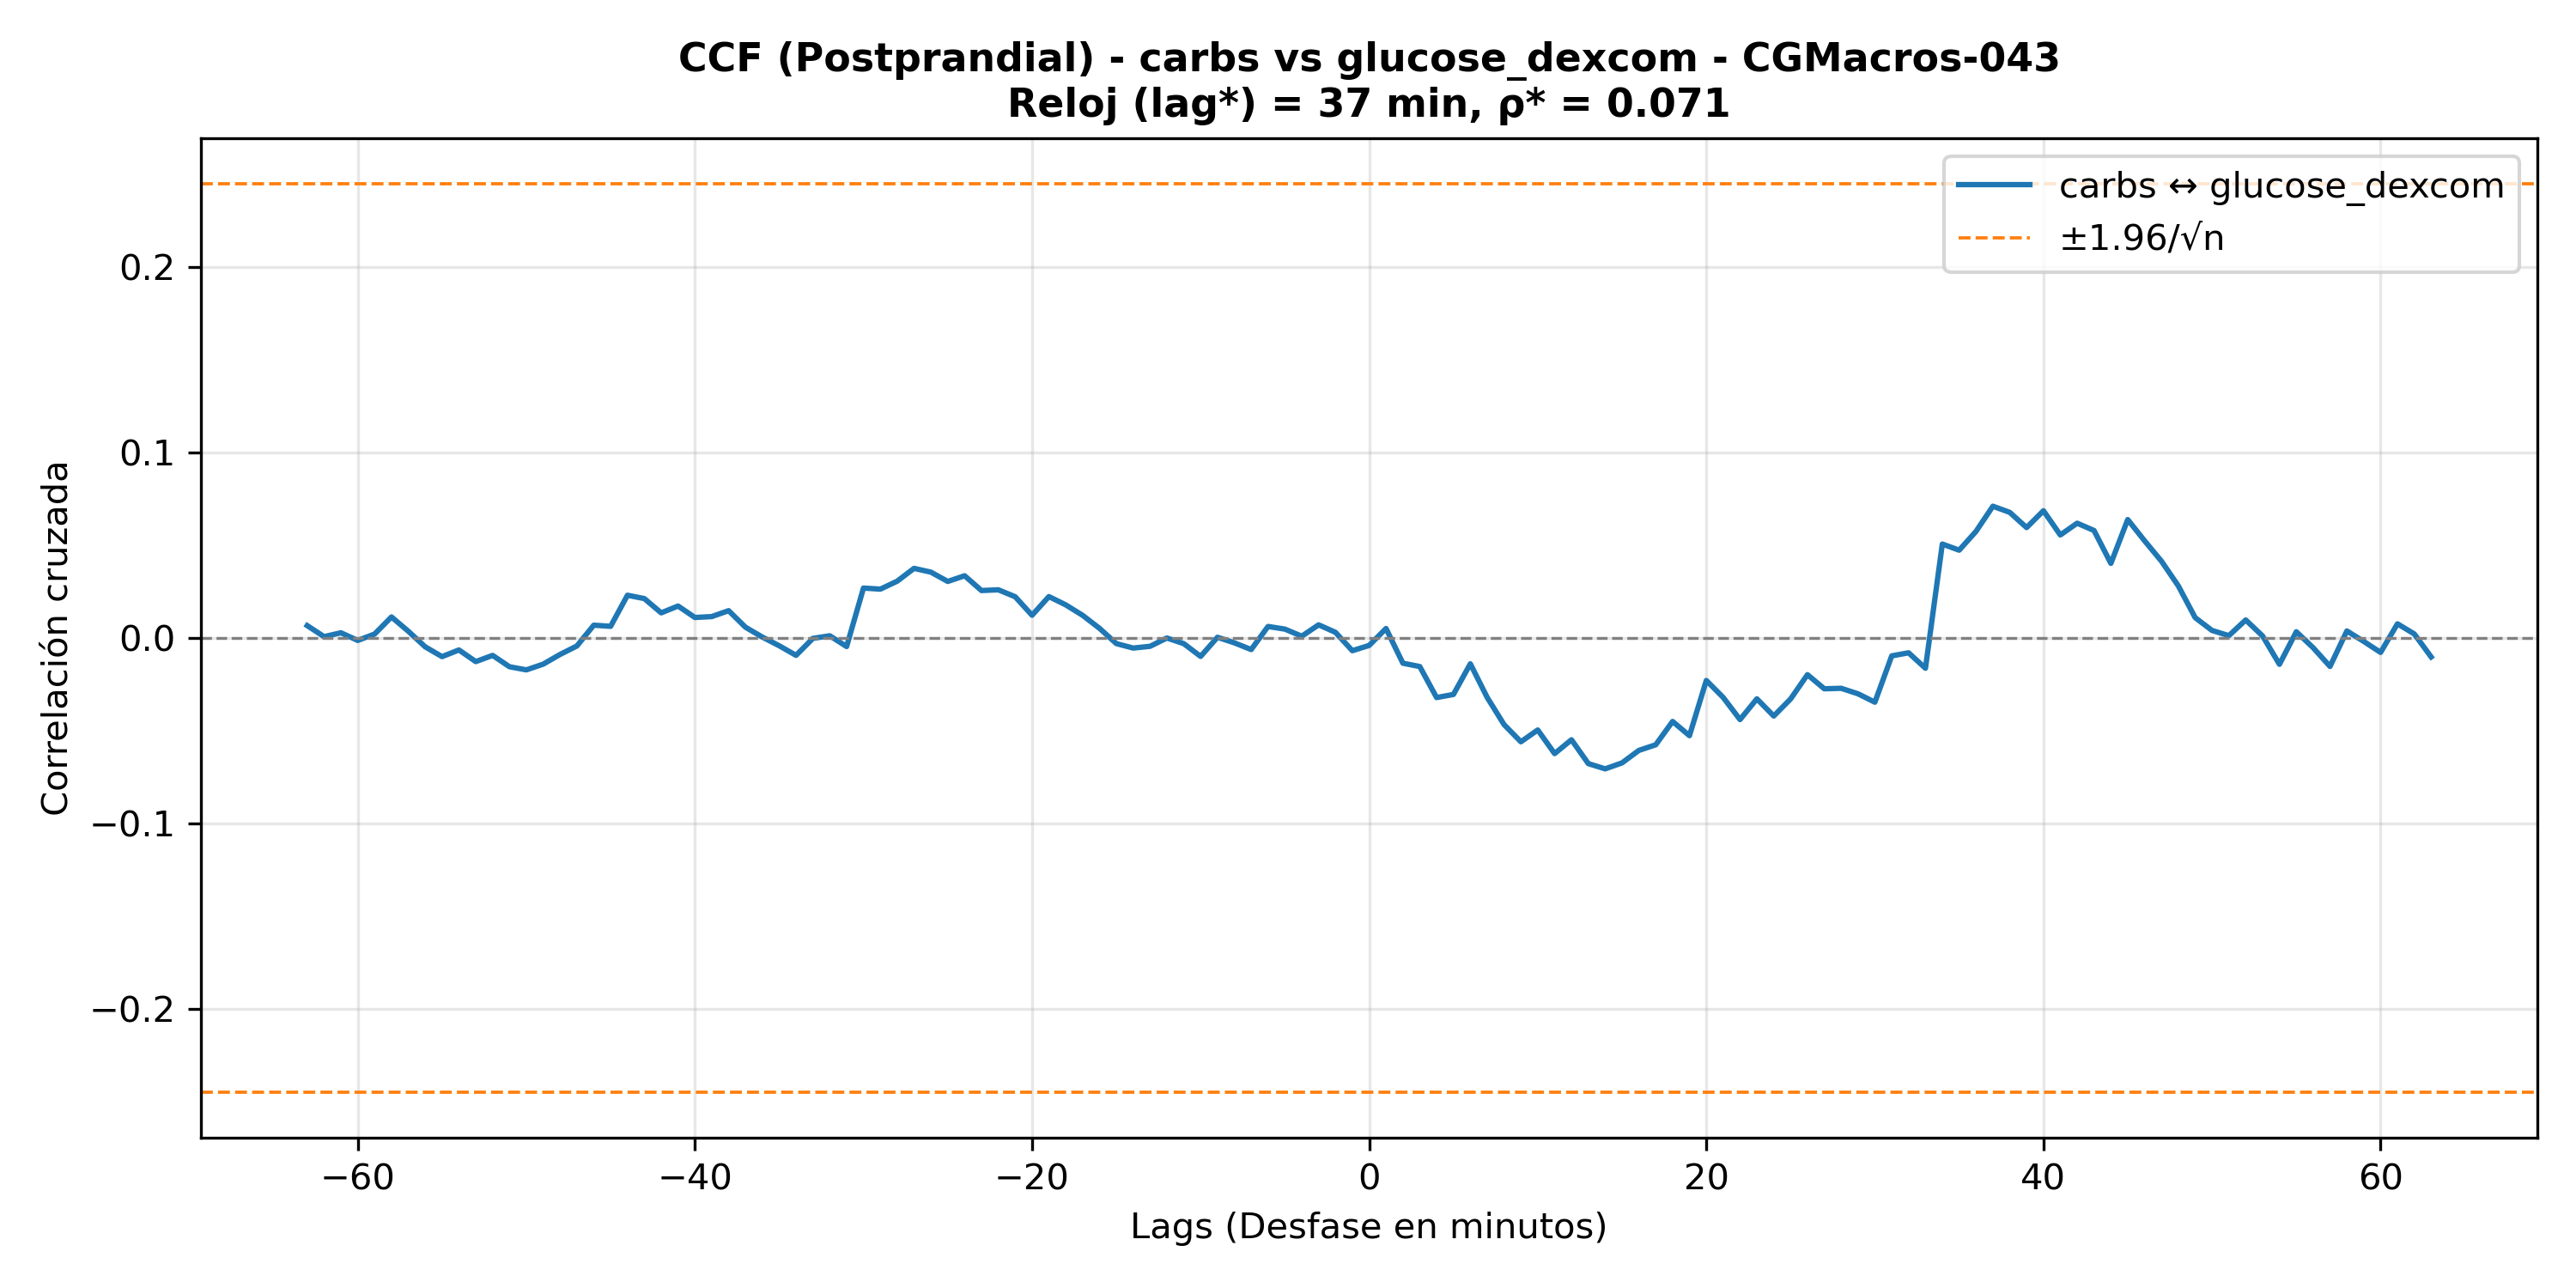 CCF (Postprandial) - carbs vs glucose_dexcom - CGMacros-043
Reloj (lag*) = 37 min, ρ* = 0.071
carbs ↔ glucose_dexcom
±1.96/√n
Correlación cruzada
0.2
0.1
0.0
−0.1
−0.2
−60
−40
−20
0
20
40
60
Lags (Desfase en minutos)